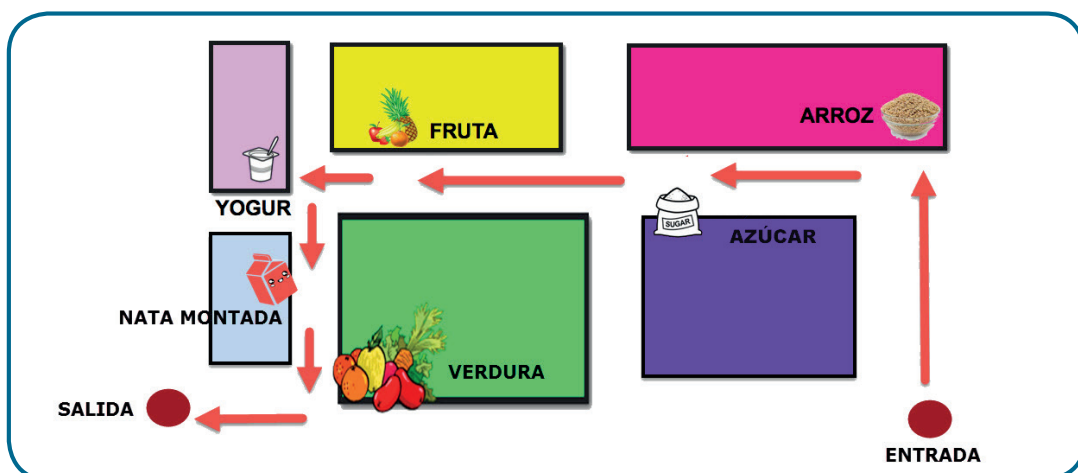 FRUTA
ARROZ
YOGUR
SUGAR
AZÚCAR
NATA MONTADA
VERDURA
SALIDA
ENTRADA